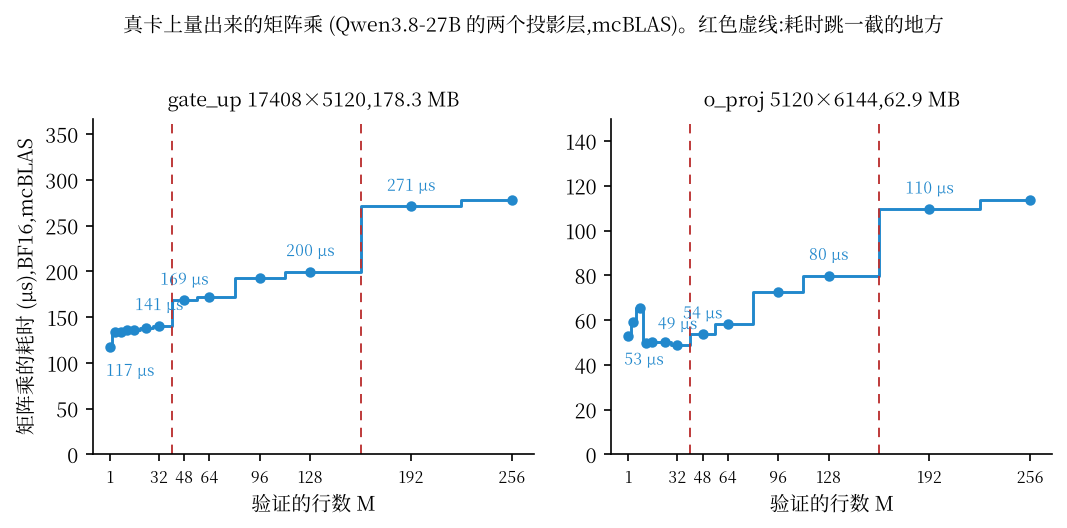 真卡上量出来的矩阵乘 (Qwen3.8-27B 的两个投影层,mcBLAS)。红色虚线:耗时跳一截的地方
gate_up 17408×5120,178.3 MB
矩阵乘的耗时 (μs),BF16,mcBLAS
350
300
250
200
150
100
50
0
117 μs
141 μs
169 μs
200 μs
271 μs
1 32 48 64 96 128 192 256
验证的行数 M
o_proj 5120×6144,62.9 MB
140
120
100
80
60
40
20
0
53 μs
49 μs
54 μs
80 μs
110 μs
1 32 48 64 96 128 192 256
验证的行数 M